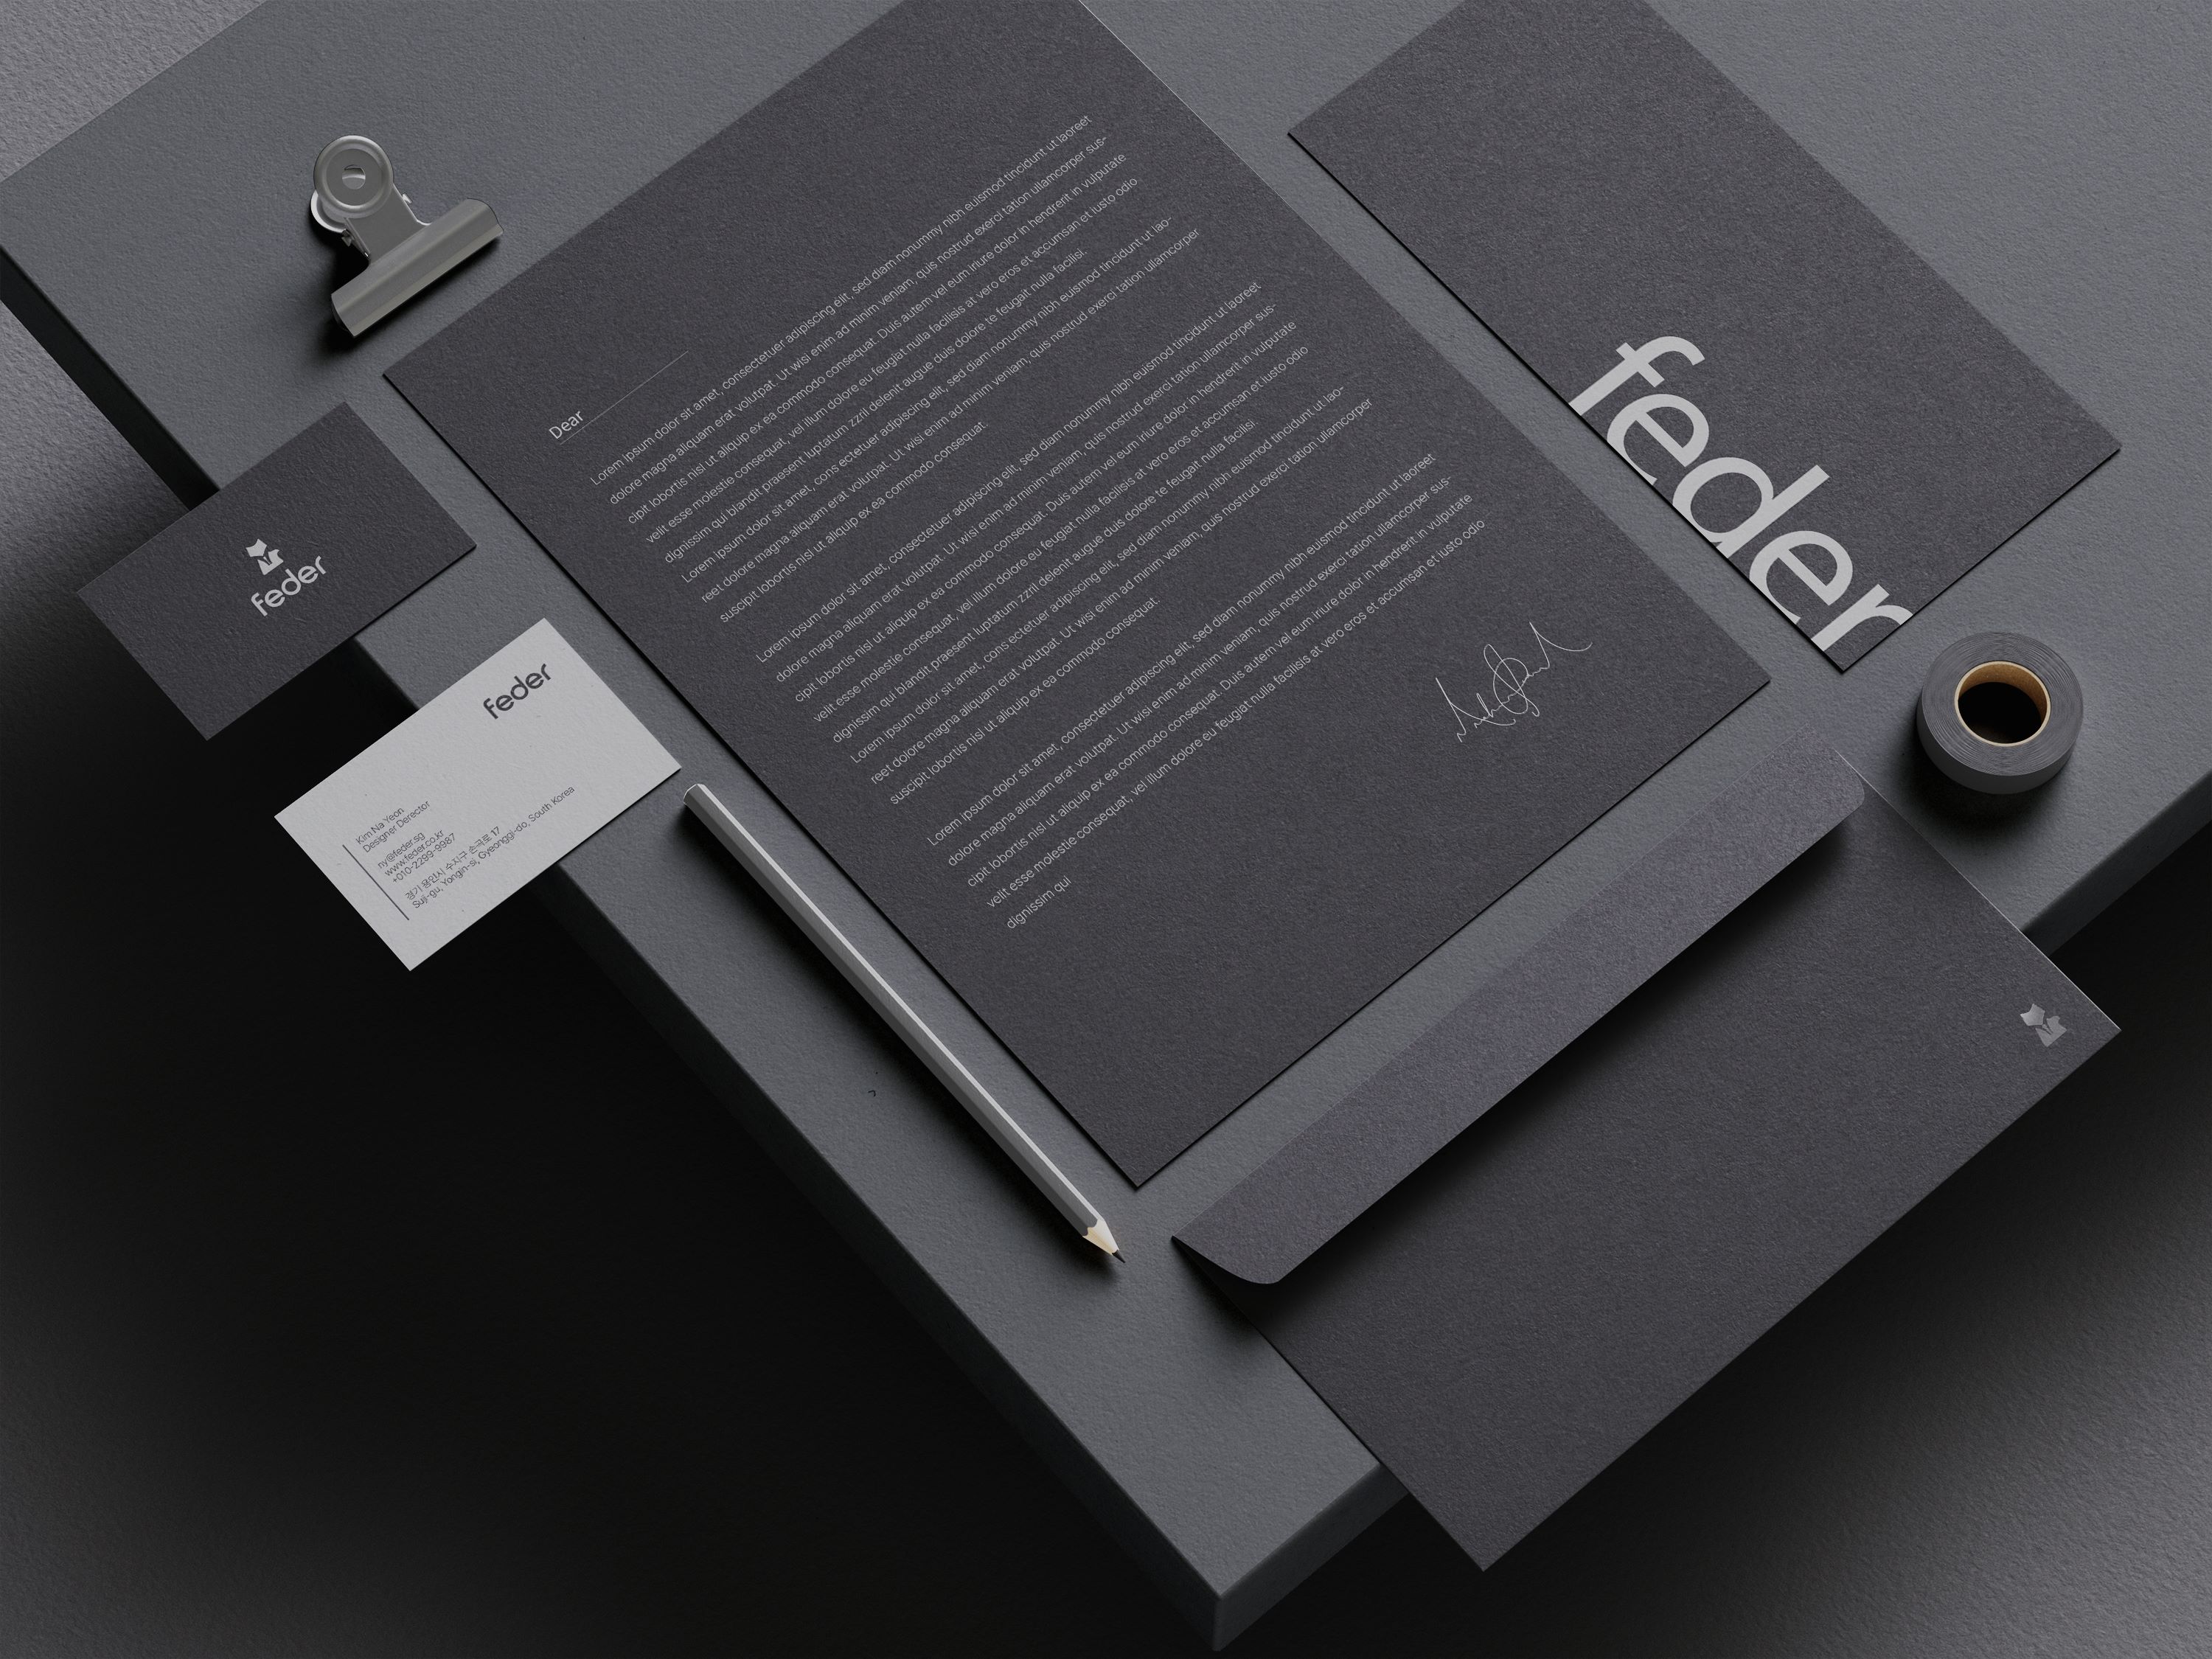 Dear
Lorem ipsum dolor sit amet, consectetuer adipiscing elit, sed diam nonummy nibh euismod tincidunt ut laoreet
dolore magna aliquam erat volutpat. Ut wisi enim ad minim veniam, quis nostrud exerci tation ullamcorper sus-
cipit lobortis nisl ut aliquip ex ea commodo consequat. Duis autem vel eum iriure dolor in hendrerit in vulputate
velit esse molestie consequat, vel illum dolore eu feugiat nulla facilisis at vero eros et accumsan et iusto odio
dignissim qui blandit praesent luptatum zzril delenit augue duis dolore te feugait nulla facilisi.
Lorem ipsum dolor sit amet, cons ectetuer adipiscing elit, sed diam nonummy nibh euismod tincidunt ut lao-
reet dolore magna aliquam erat volutpat. Ut wisi enim ad minim veniam, quis nostrud exerci tation ullamcorper
suscipit lobortis nisl ut aliquip ex ea commodo consequat.
Lorem ipsum dolor sit amet, consectetuer adipiscing elit, sed diam nonummy nibh euismod tincidunt ut laoreet
dolore magna aliquam erat volutpat. Ut wisi enim ad minim veniam, quis nostrud exerci tation ullamcorper sus-
cipit lobortis nisl ut aliquip ex ea commodo consequat. Duis autem vel eum iriure dolor in hendrerit in vulputate
velit esse molestie consequat, vel illum dolore eu feugiat nulla facilisis at vero eros et accumsan et iusto odio
dignissim qui blandit praesent luptatum zzril delenit augue duis dolore te feugait nulla facilisi.
Lorem ipsum dolor sit amet, cons ectetuer adipiscing elit, sed diam nonummy nibh euismod tincidunt ut lao-
reet dolore magna aliquam erat volutpat. Ut wisi enim ad minim veniam, quis nostrud exerci tation ullamcorper
suscipit lobortis nisl ut aliquip ex ea commodo consequat.
Lorem ipsum dolor sit amet, consectetuer adipiscing elit, sed diam nonummy nibh euismod tincidunt ut laoreet
dolore magna aliquam erat volutpat. Ut wisi enim ad minim veniam, quis nostrud exerci tation ullamcorper sus-
cipit lobortis nisl ut aliquip ex ea commodo consequat. Duis autem vel eum iriure dolor in hendrerit in vulputate
velit esse molestie consequat, vel illum dolore eu feugiat nulla facilisis at vero eros et accumsan et iusto odio
dignissim qui
feder
feder
feder
Kim Na Yeon
Designer Derector
ny@feder.sg
www.feder.co.kr
+010-2299-9987
경기 용인시 수지구 손곡로 17
Suji-gu, Yongin-si, Gyeonggi-do, South Korea